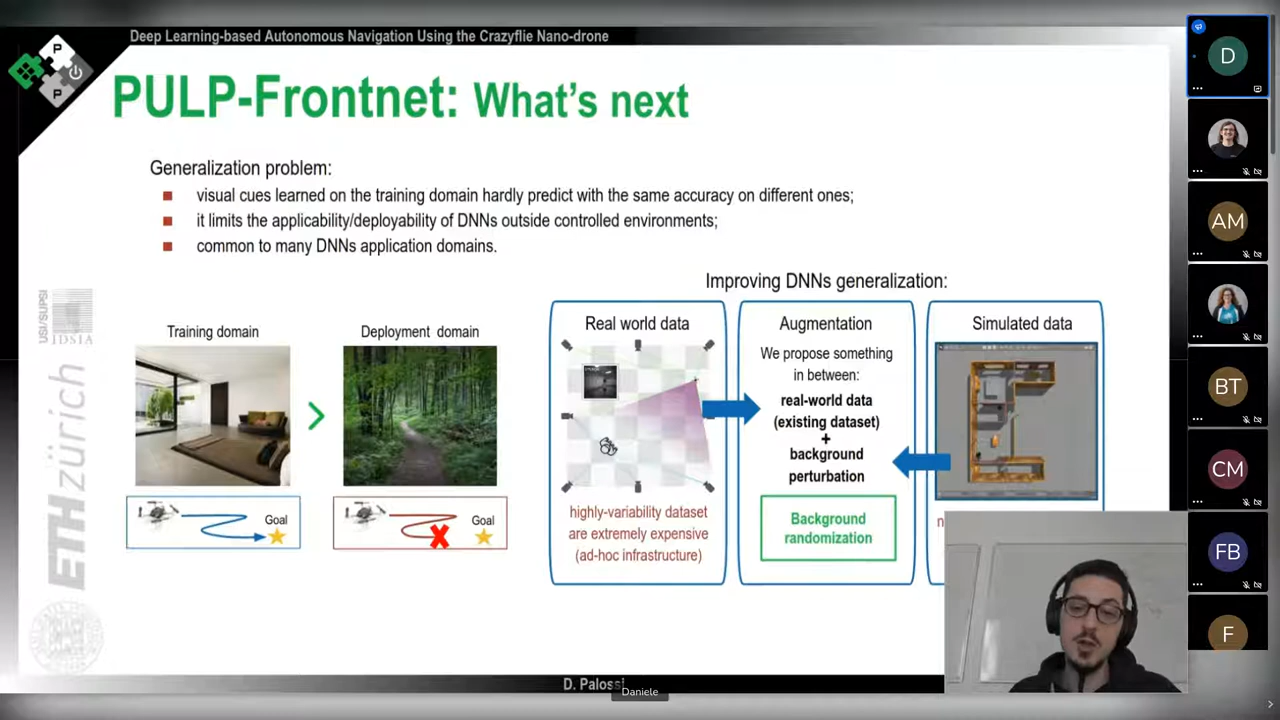 Deep Learning-based Autonomous Navigation Using the Crazyflie Nano-drone
P
P
PULP-Frontnet: What's next
Generalization problem:
visual cues learned on the training domain hardly predict with the same accuracy on different ones;
it limits the applicability/deployability of DNNs outside controlled environments;
common to many DNNs application domains.
Improving DNNs generalization:
Training domain
Deployment domain
Goal
Goal
Real world data
highly-variability dataset
are extremely expensive
(ad-hoc infrastructure)
Augmentation
We propose something
in between:
real-world data
(existing dataset)
+
background
perturbation
Background
randomization
Simulated data
n
USI/SUPSI
IDSIA
ETH zürich
D. Palossi
Daniele
D
AM
BT
CM
FB
F